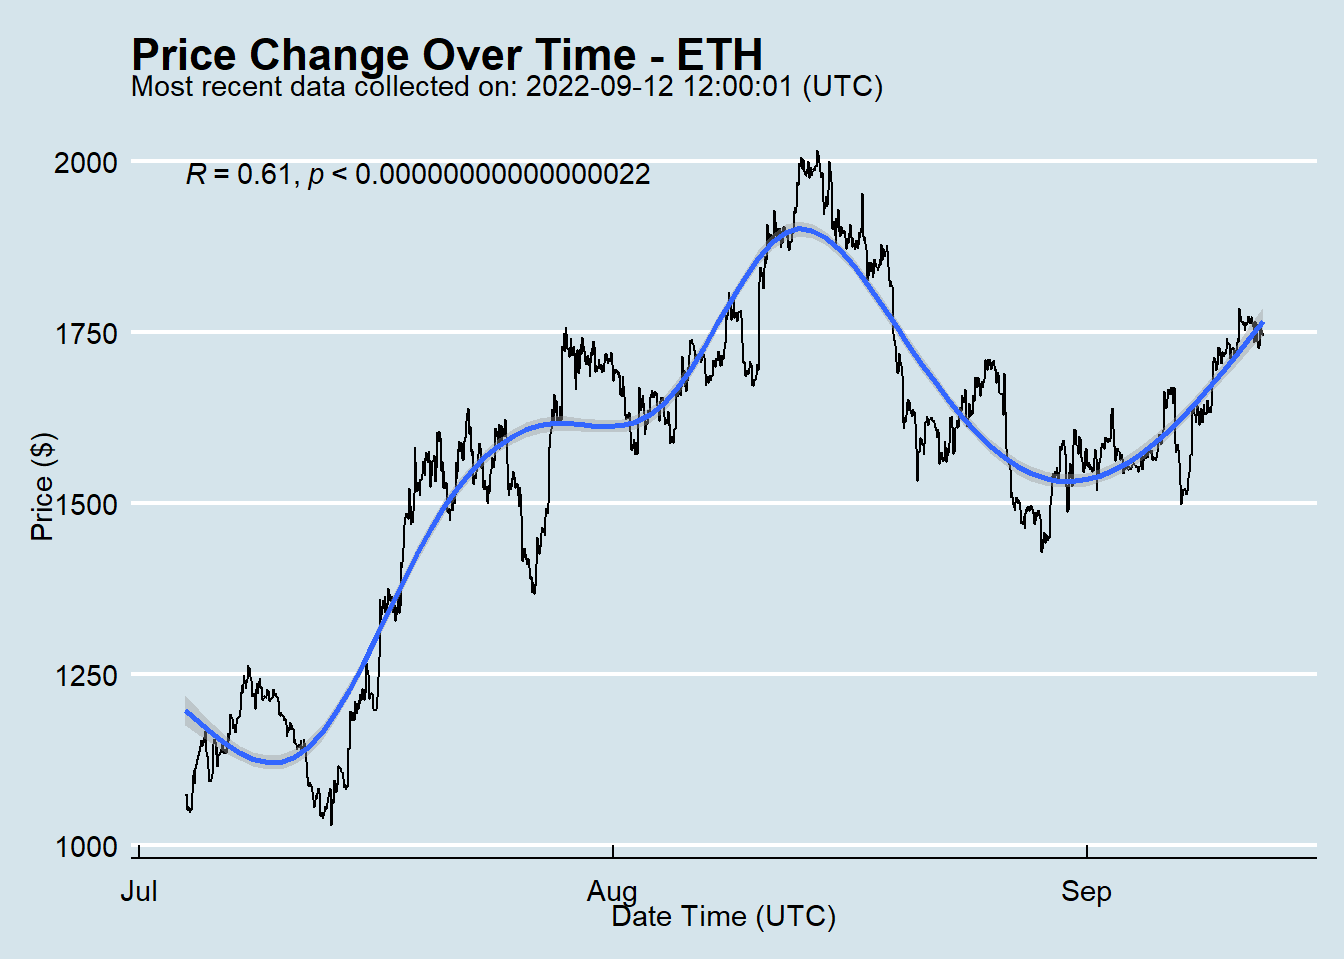 Price Change Over Time - ETH
Most recent data collected on: 2022-09-12 12:00:01 (UTC)
R = 0.61, p < 0.00000000000000022
2000
1750
1500
1250
1000
Price ($)
Jul
Aug
Sep
Date Time (UTC)